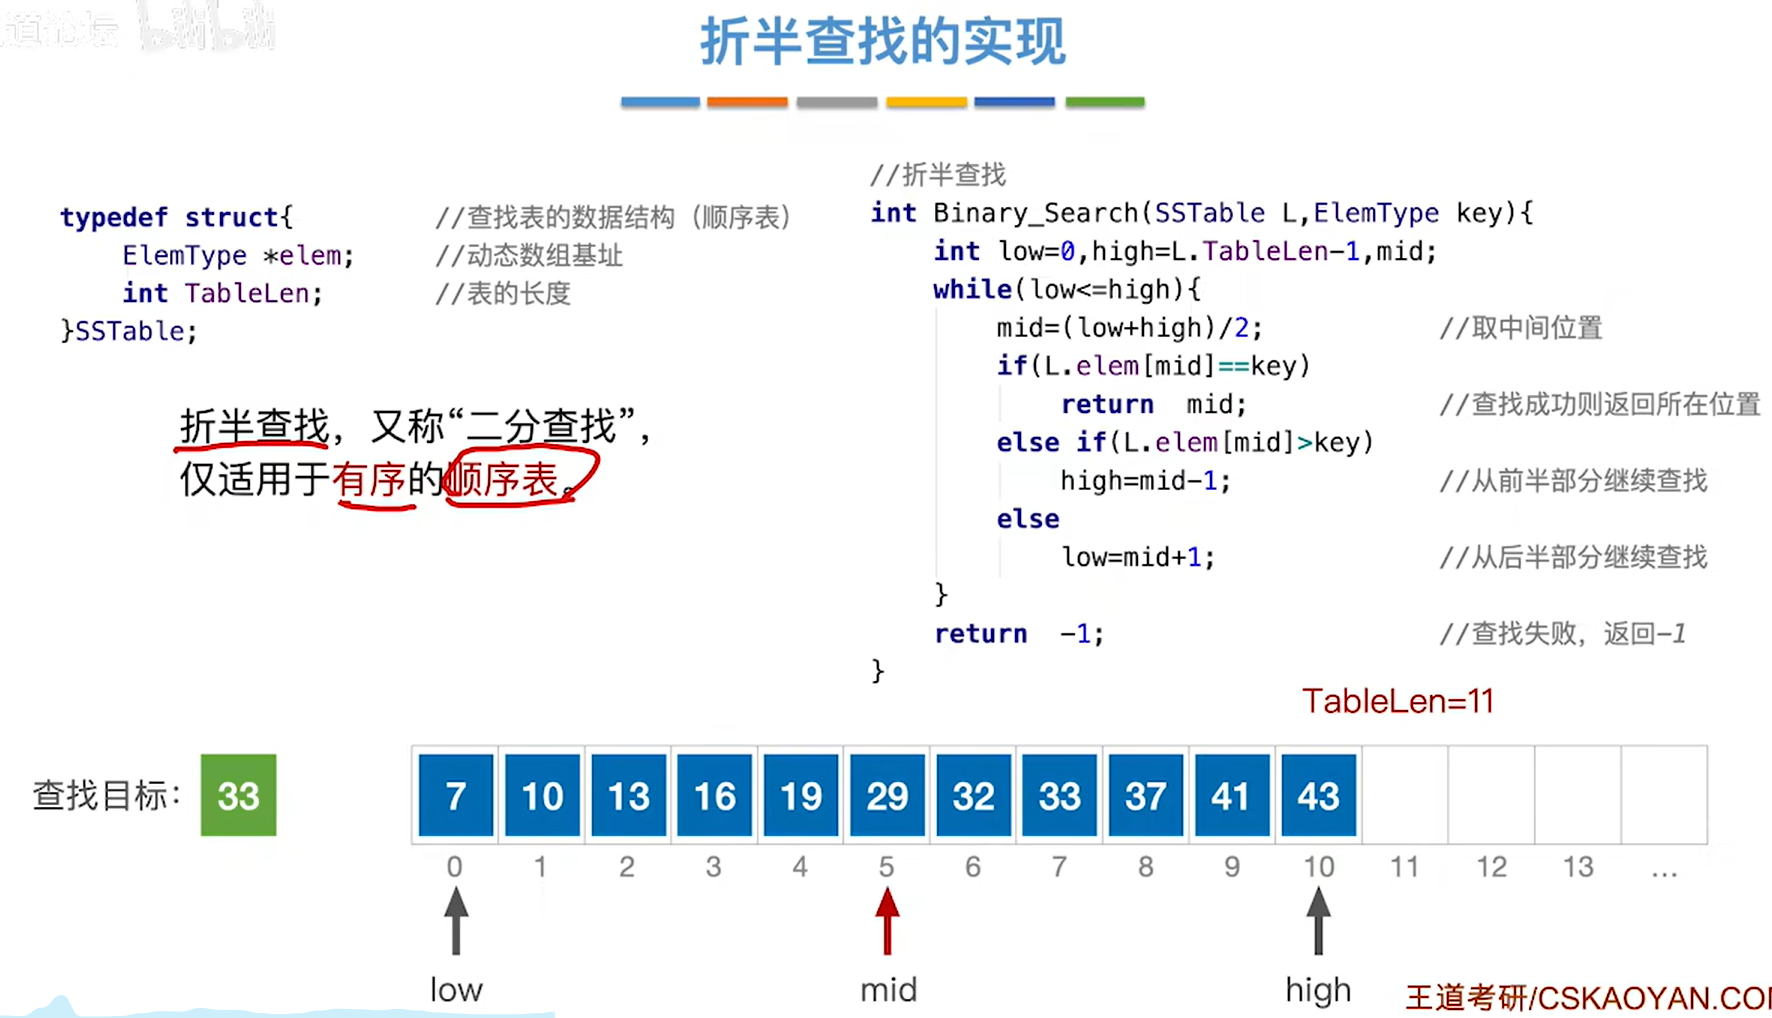 道论坛 bilibili
折半查找的实现
typedef struct{ //查找表的数据结构（顺序表）
ElemType *elem; //动态数组基址
int TableLen; //表的长度
}SSTable;
折半查找，又称“二分查找”，
仅适用于有序的顺序表。
//折半查找
int Binary_Search(SSTable L,ElemType key){
int low=0,high=L.TableLen-1,mid;
while(low<=high){
mid=(low+high)/2; //取中间位置
if(L.elem[mid]==key)
return mid; //查找成功则返回所在位置
else if(L.elem[mid]>key)
high=mid-1; //从前半部分继续查找
else
low=mid+1; //从后半部分继续查找
}
return -1; //查找失败，返回-1
}
TableLen=11
查找目标： 33
7 10 13 16 19 29 32 33 37 41 43
0 1 2 3 4 5 6 7 8 9 10 11 12 13 ...
low mid high
王道考研/CSKAOYAN.COM